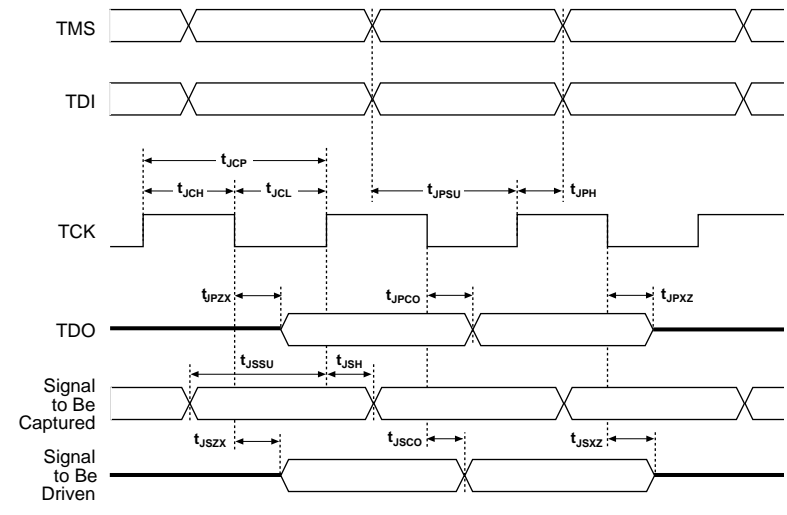 TMS
TDI
tJCP
tJCH
tJCL
tJPSU
tJPH
TCK
tJPZX
tJPCO
tJPXZ
TDO
tJSSU
tJSH
Signal
to Be
Captured
tJSZX
tJSCO
tJSXZ
Signal
to Be
Driven